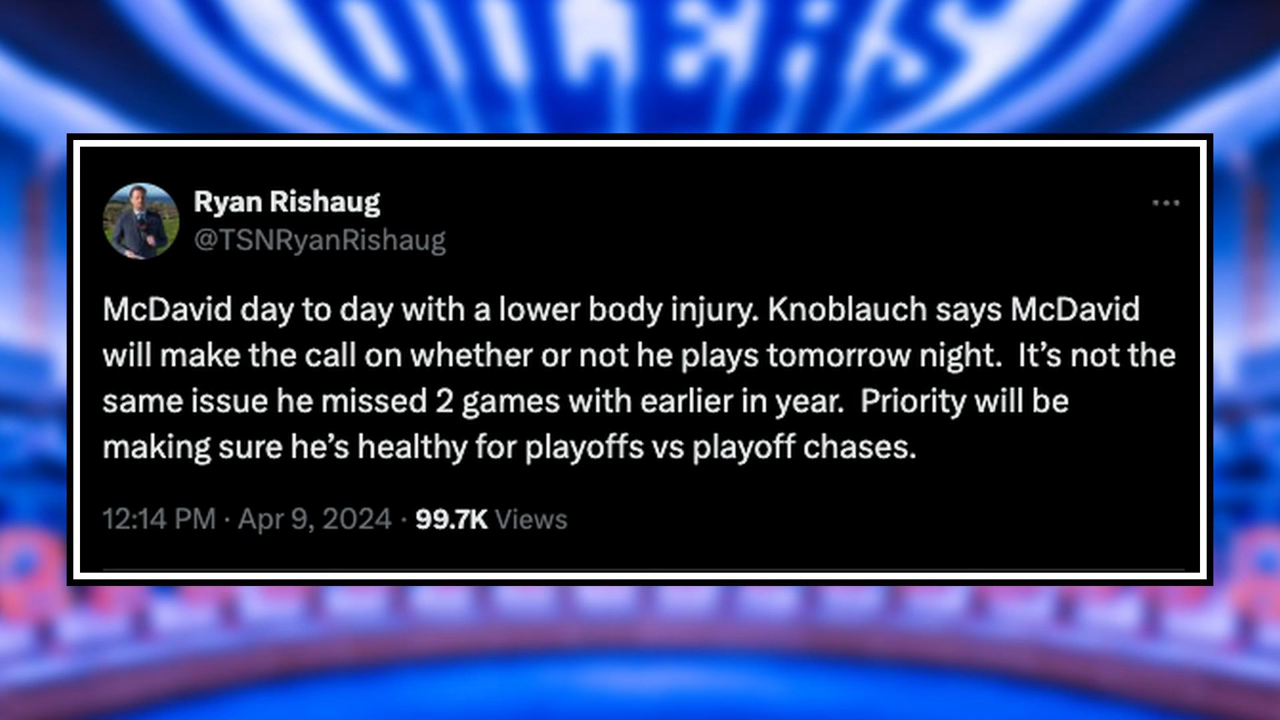 OILERS
Ryan Rishaug
@TSNRyanRishaug
McDavid day to day with a lower body injury. Knoblauch says McDavid
will make the call on whether or not he plays tomorrow night.  It’s not the
same issue he missed 2 games with earlier in year.  Priority will be
making sure he’s healthy for playoffs vs playoff chases.
12:14 PM · Apr 9, 2024 · 99.7K Views